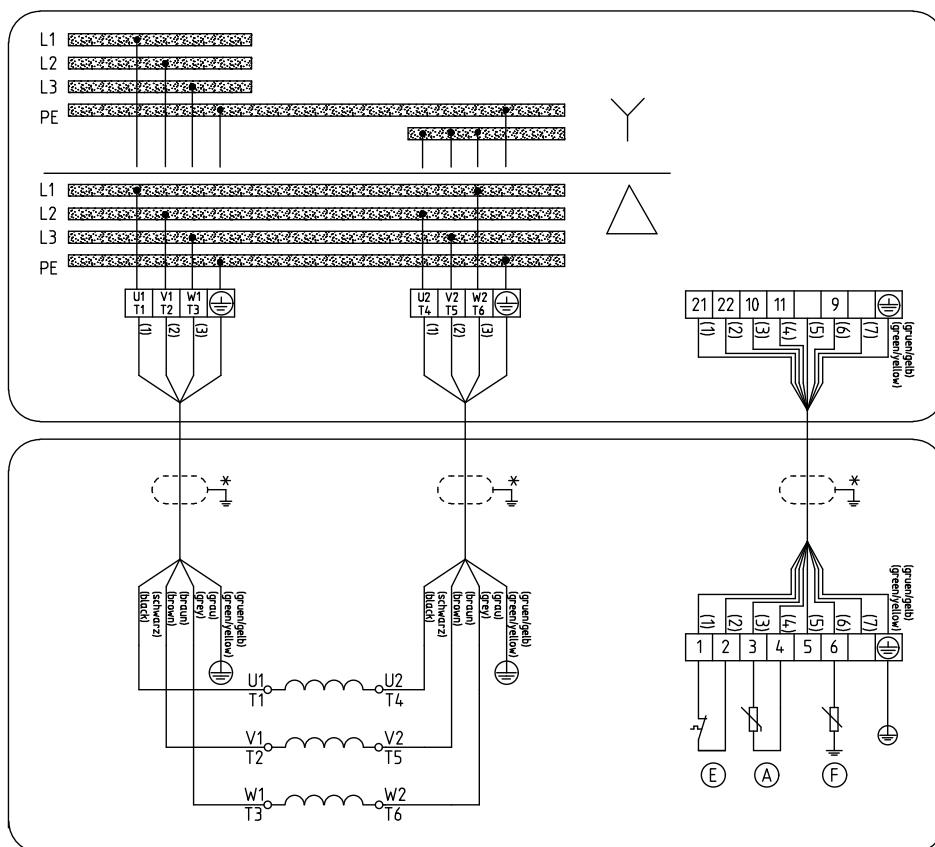 L1
L2
L3
PE
L1
L2
L3
PE
U1 V1 W1
T1 T2 T3
(1) (2) (3)
U2 V2 W2
T4 T5 T6
(1) (2) (3)
21 22 10 11 9
(1) (2) (3) (4) (5) (6) (7)
(gruen/gelb)
(green/yellow)
*
*
*
(schwarz)
(black)
(braun)
(brown)
(grau)
(grey)
(gruen/gelb)
(green/yellow)
(schwarz)
(black)
(braun)
(brown)
(grau)
(grey)
(gruen/gelb)
(green/yellow)
(gruen/gelb)
(green/yellow)
(1) (2) (3) (4) (5) (6) (7)
1 2 3 4 5 6
U1 U2
T1 T4
V1 V2
T2 T5
W1 W2
T3 T6
E A F